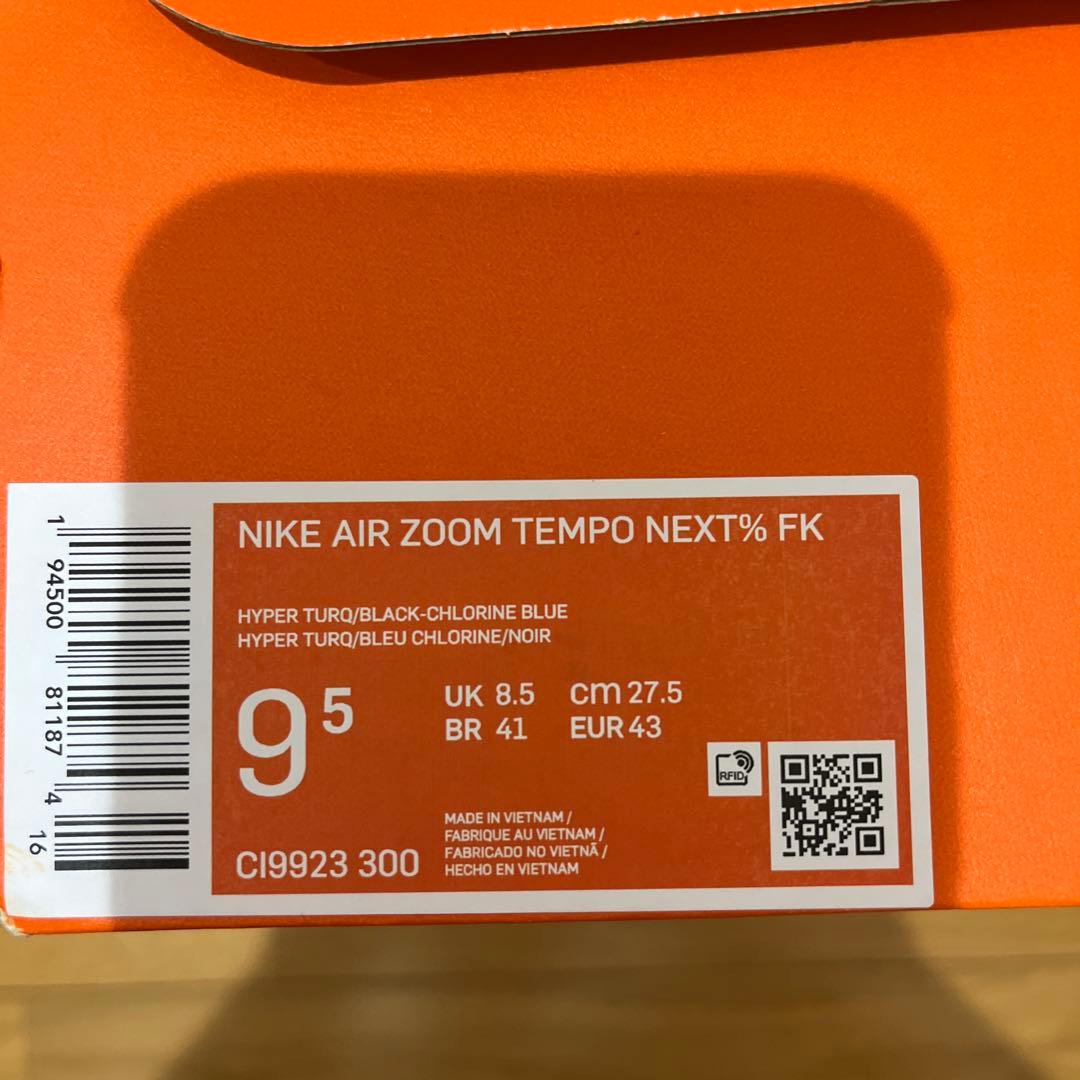 NIKE AIR ZOOM TEMPO NEXT% FK
HYPER TURQ/BLACK-CHLORINE BLUE
HYPER TURQ/BLEU CHLORINE/NOIR
9 5
UK 8.5 cm 27.5
BR 41 EUR 43
RFID
MADE IN VIETNAM /
FABRIQUE AU VIETNAM /
FABRICADO NO VIETNÃ /
HECHO EN VIETNAM
CI9923 300
1 94500 81187 4 16